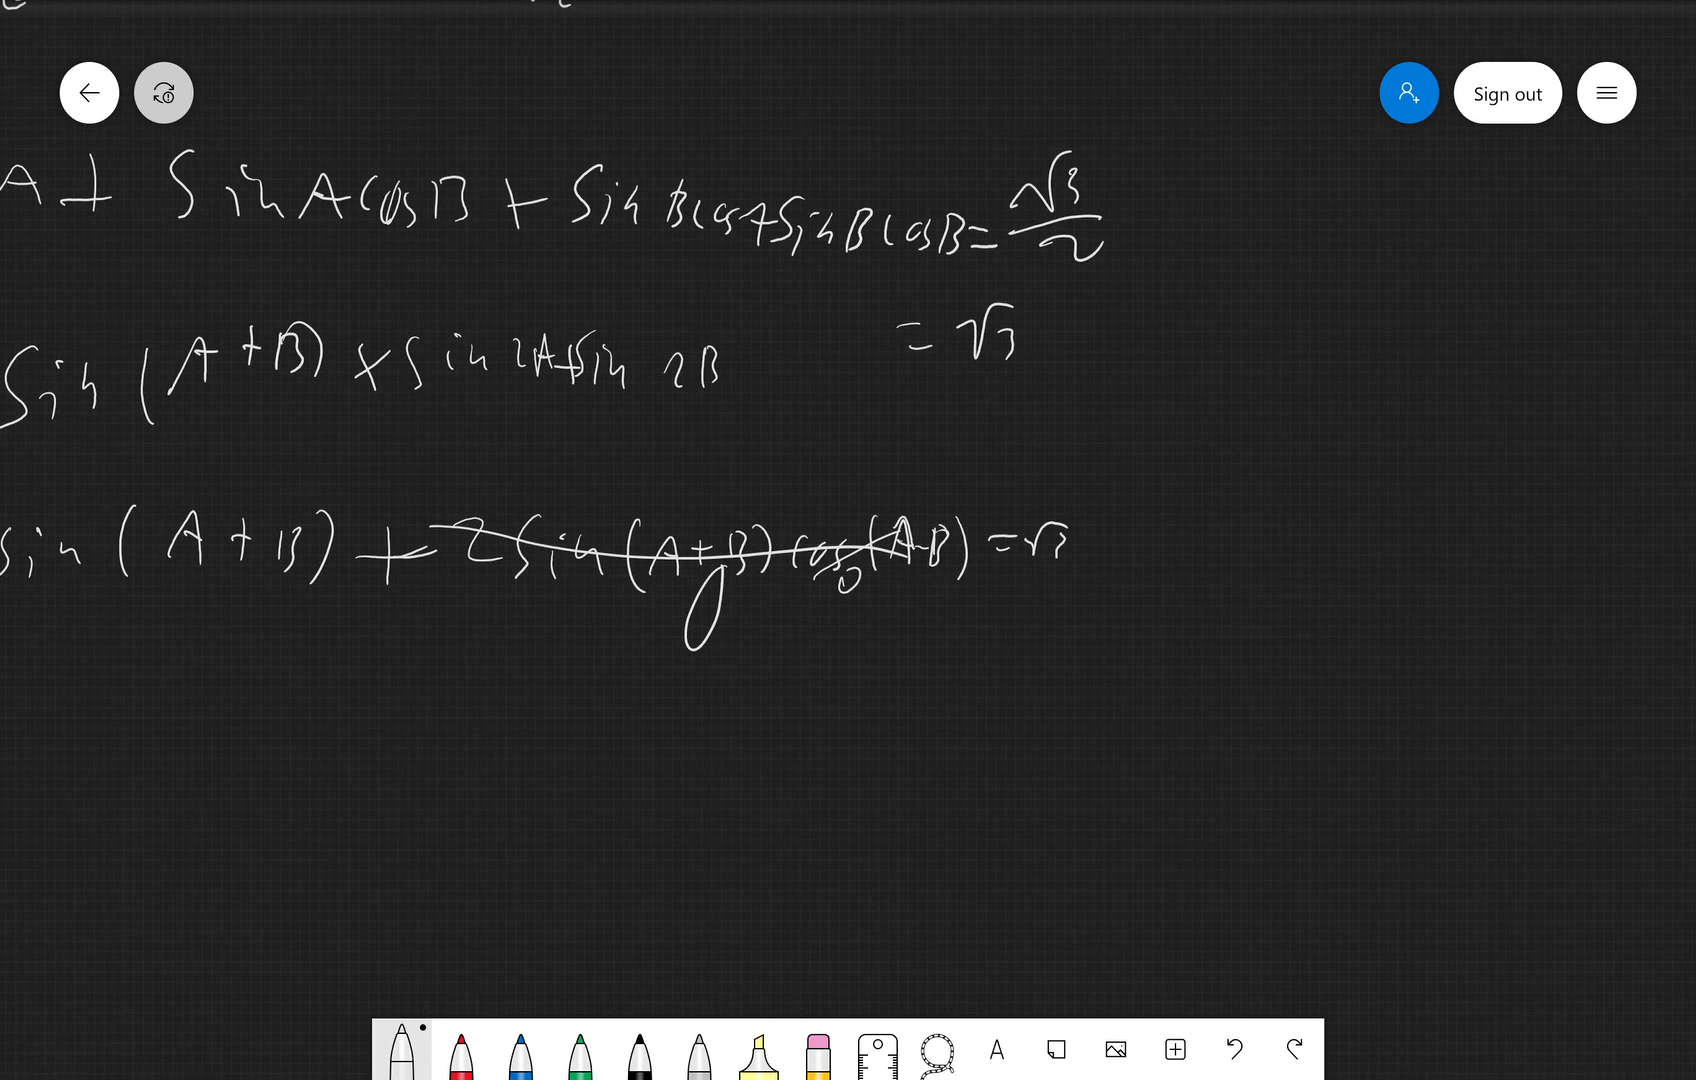 Sign out
A + Sin A Cos B + Sin B Cos A + Sin B Cos B = √3/2
Sin (A + B) × Sin 2A + Sin 2B = √3
Sin (A + B) + 2 Sin (A + B) cos (A - B) = √3
0
A